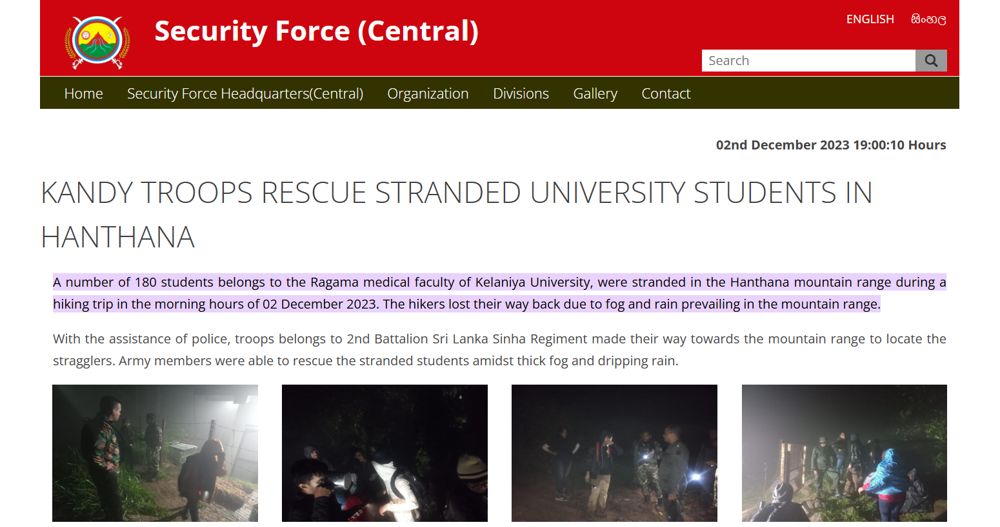 Security Force (Central)
ENGLISH සිංහල
Search
Home Security Force Headquarters(Central) Organization Divisions Gallery Contact
02nd December 2023 19:00:10 Hours
KANDY TROOPS RESCUE STRANDED UNIVERSITY STUDENTS IN
HANTHANA
A number of 180 students belongs to the Ragama medical faculty of Kelaniya University, were stranded in the Hanthana mountain range during a
hiking trip in the morning hours of 02 December 2023. The hikers lost their way back due to fog and rain prevailing in the mountain range.
With the assistance of police, troops belongs to 2nd Battalion Sri Lanka Sinha Regiment made their way towards the mountain range to locate the
stragglers. Army members were able to rescue the stranded students amidst thick fog and dripping rain.